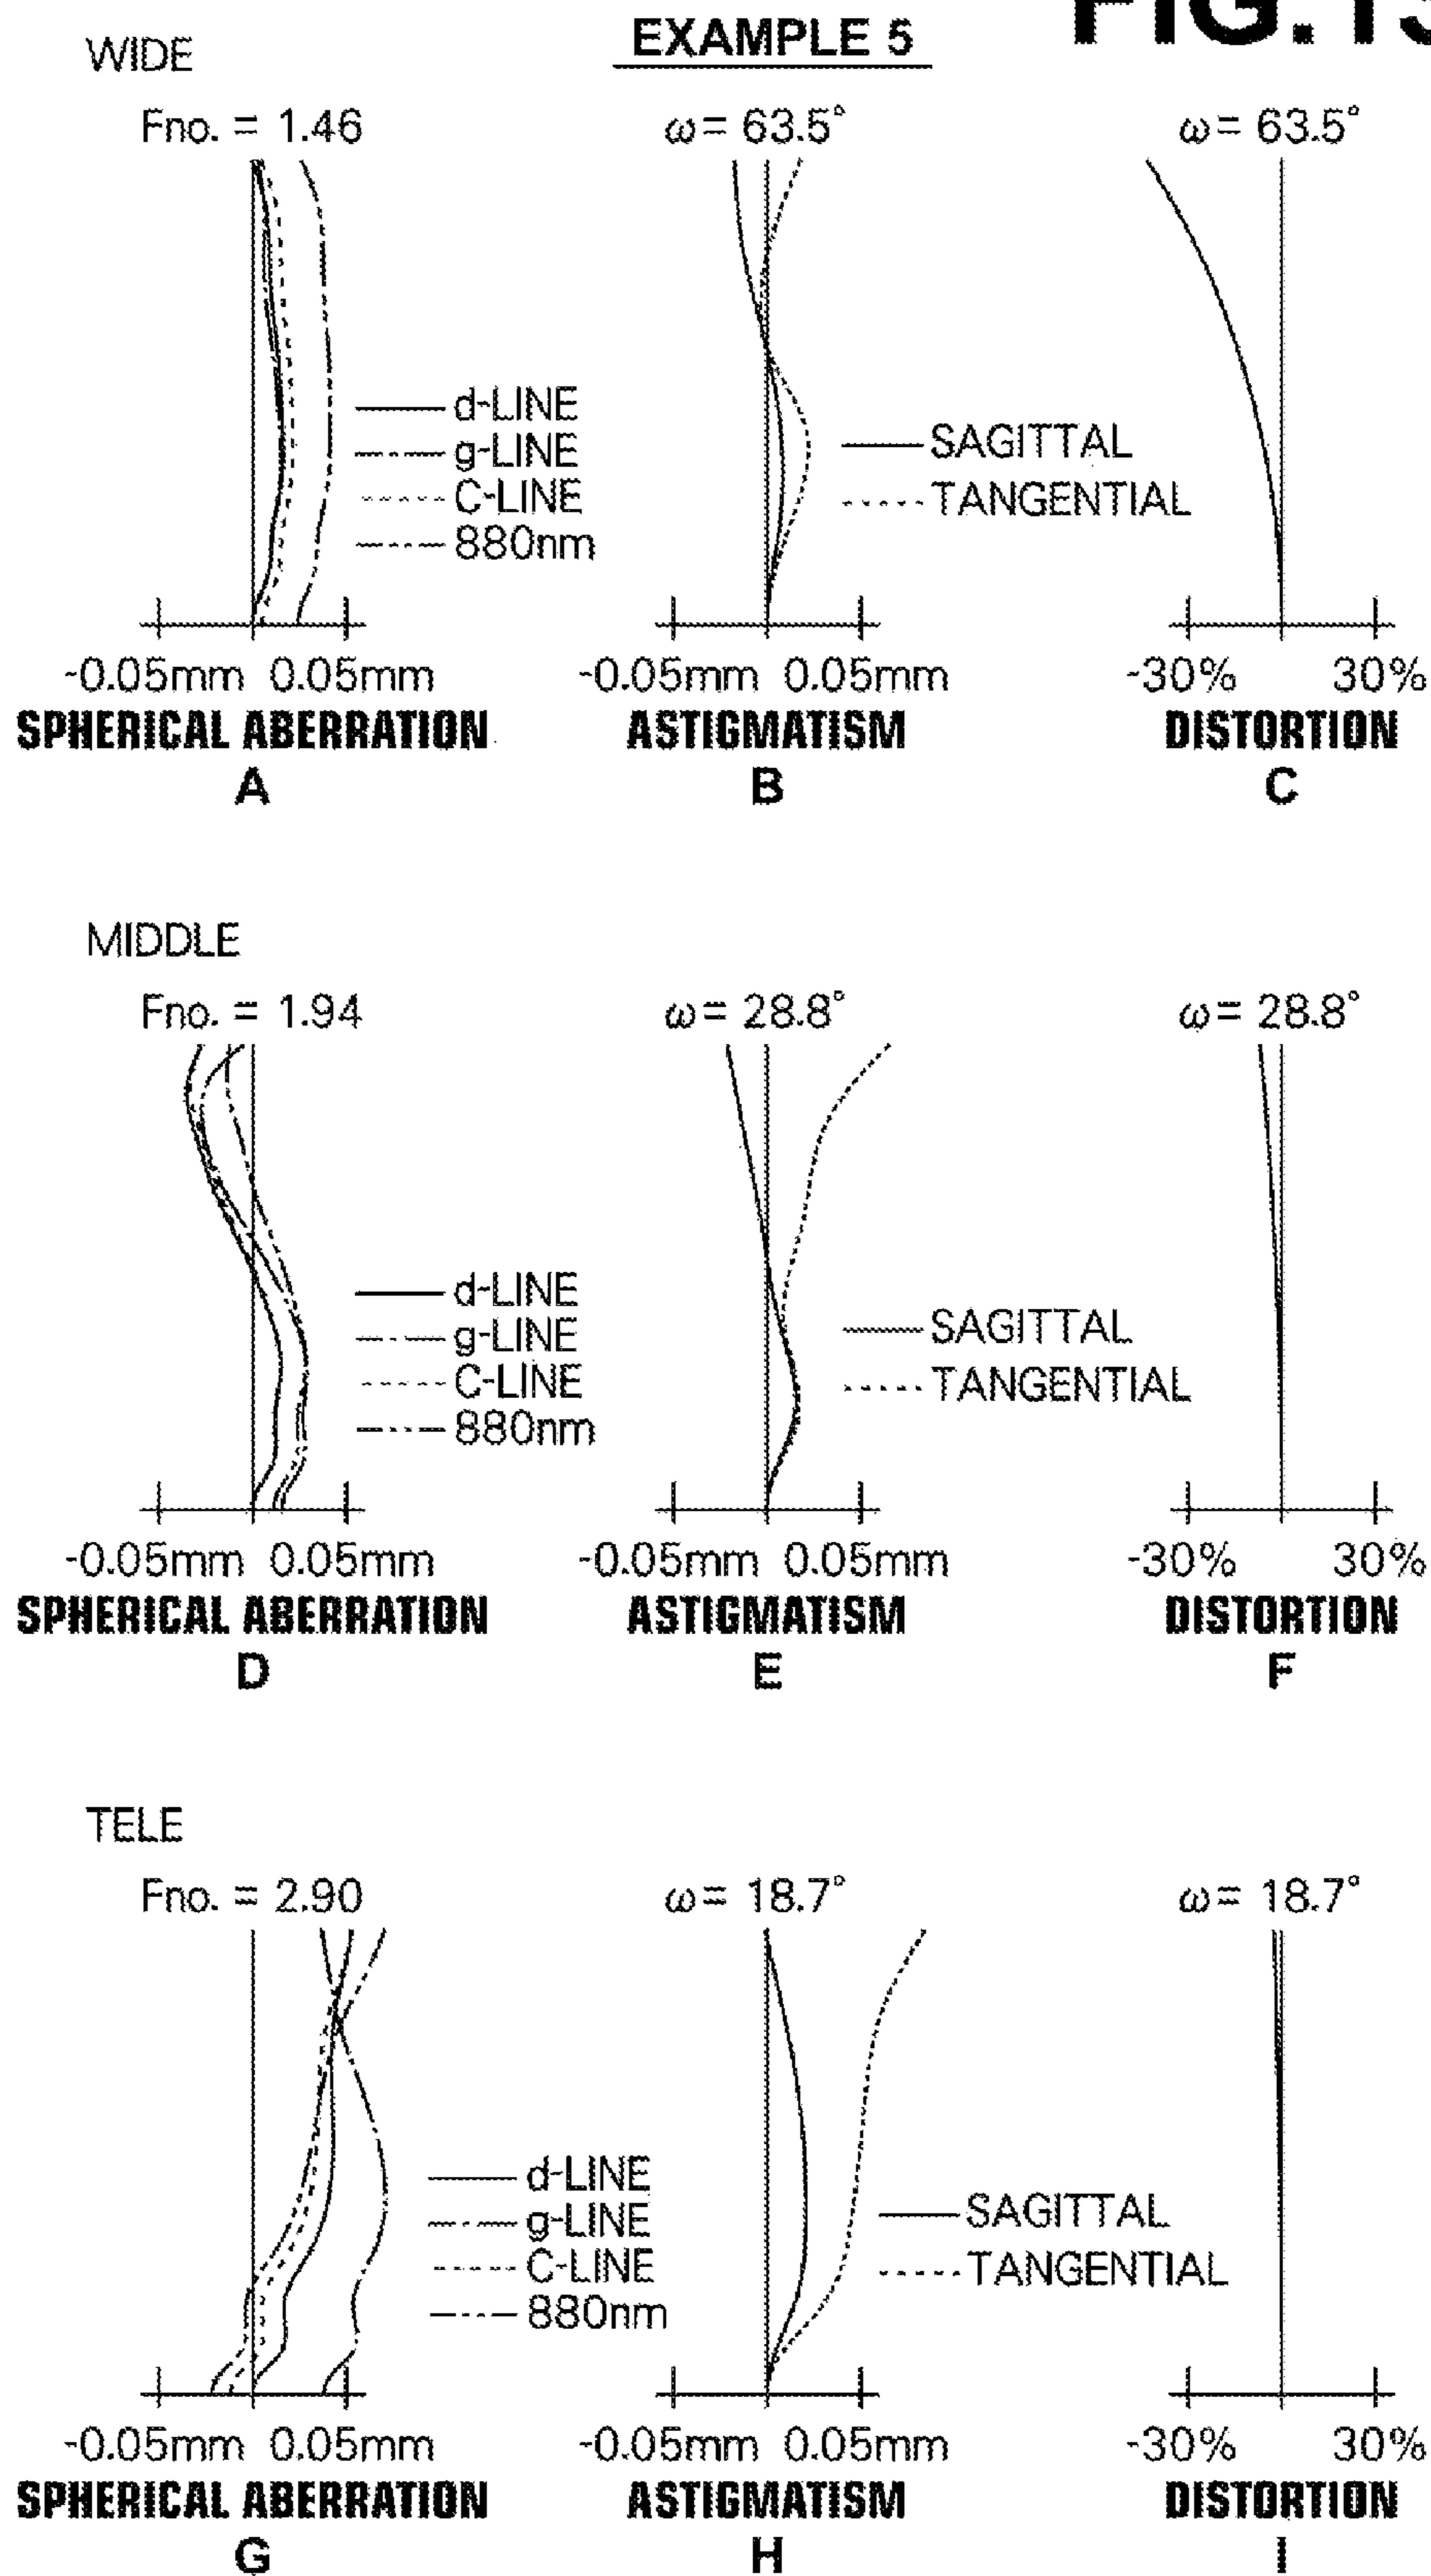 FIG.13
EXAMPLE 5
WIDE
Fno. = 1.46
ω= 63.5°
ω= 63.5°
d-LINE
g-LINE
C-LINE
880nm
SAGITTAL
TANGENTIAL
-0.05mm 0.05mm
-0.05mm 0.05mm
-30% 30%
SPHERICAL ABERRATION
ASTIGMATISM
DISTORTION
A
B
C
MIDDLE
Fno. = 1.94
ω= 28.8°
ω= 28.8°
d-LINE
g-LINE
C-LINE
880nm
SAGITTAL
TANGENTIAL
-0.05mm 0.05mm
-0.05mm 0.05mm
-30% 30%
SPHERICAL ABERRATION
ASTIGMATISM
DISTORTION
D
E
F
TELE
Fno. = 2.90
ω= 18.7°
ω= 18.7°
d-LINE
g-LINE
C-LINE
880nm
SAGITTAL
TANGENTIAL
-0.05mm 0.05mm
-0.05mm 0.05mm
-30% 30%
SPHERICAL ABERRATION
ASTIGMATISM
DISTORTION
G
H
I